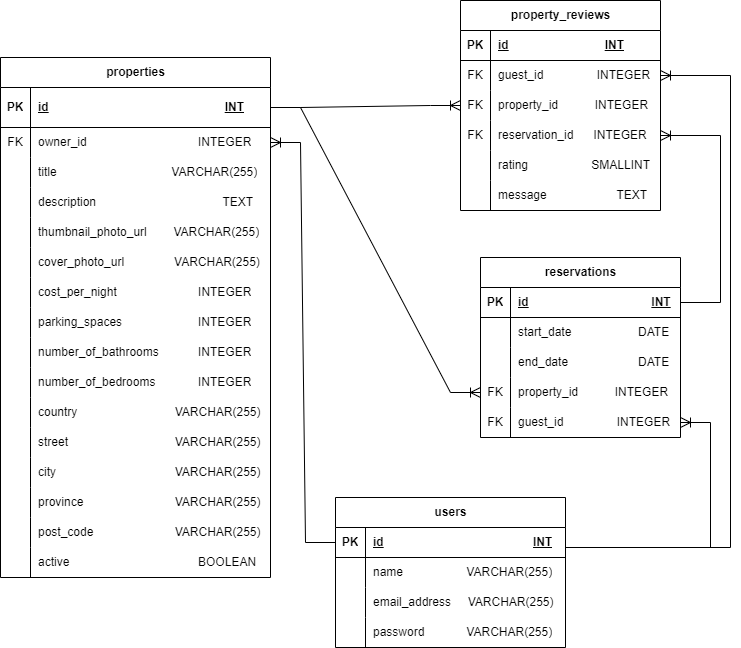 property_reviews
PK id INT
FK guest_id INTEGER
FK property_id INTEGER
FK reservation_id INTEGER
rating SMALLINT
message TEXT
properties
PK id INT
FK owner_id INTEGER
title VARCHAR(255)
description TEXT
thumbnail_photo_url VARCHAR(255)
cover_photo_url VARCHAR(255)
cost_per_night INTEGER
parking_spaces INTEGER
number_of_bathrooms INTEGER
number_of_bedrooms INTEGER
country VARCHAR(255)
street VARCHAR(255)
city VARCHAR(255)
province VARCHAR(255)
post_code VARCHAR(255)
active BOOLEAN
reservations
PK id INT
start_date DATE
end_date DATE
FK property_id INTEGER
FK guest_id INTEGER
users
PK id INT
name VARCHAR(255)
email_address VARCHAR(255)
password VARCHAR(255)